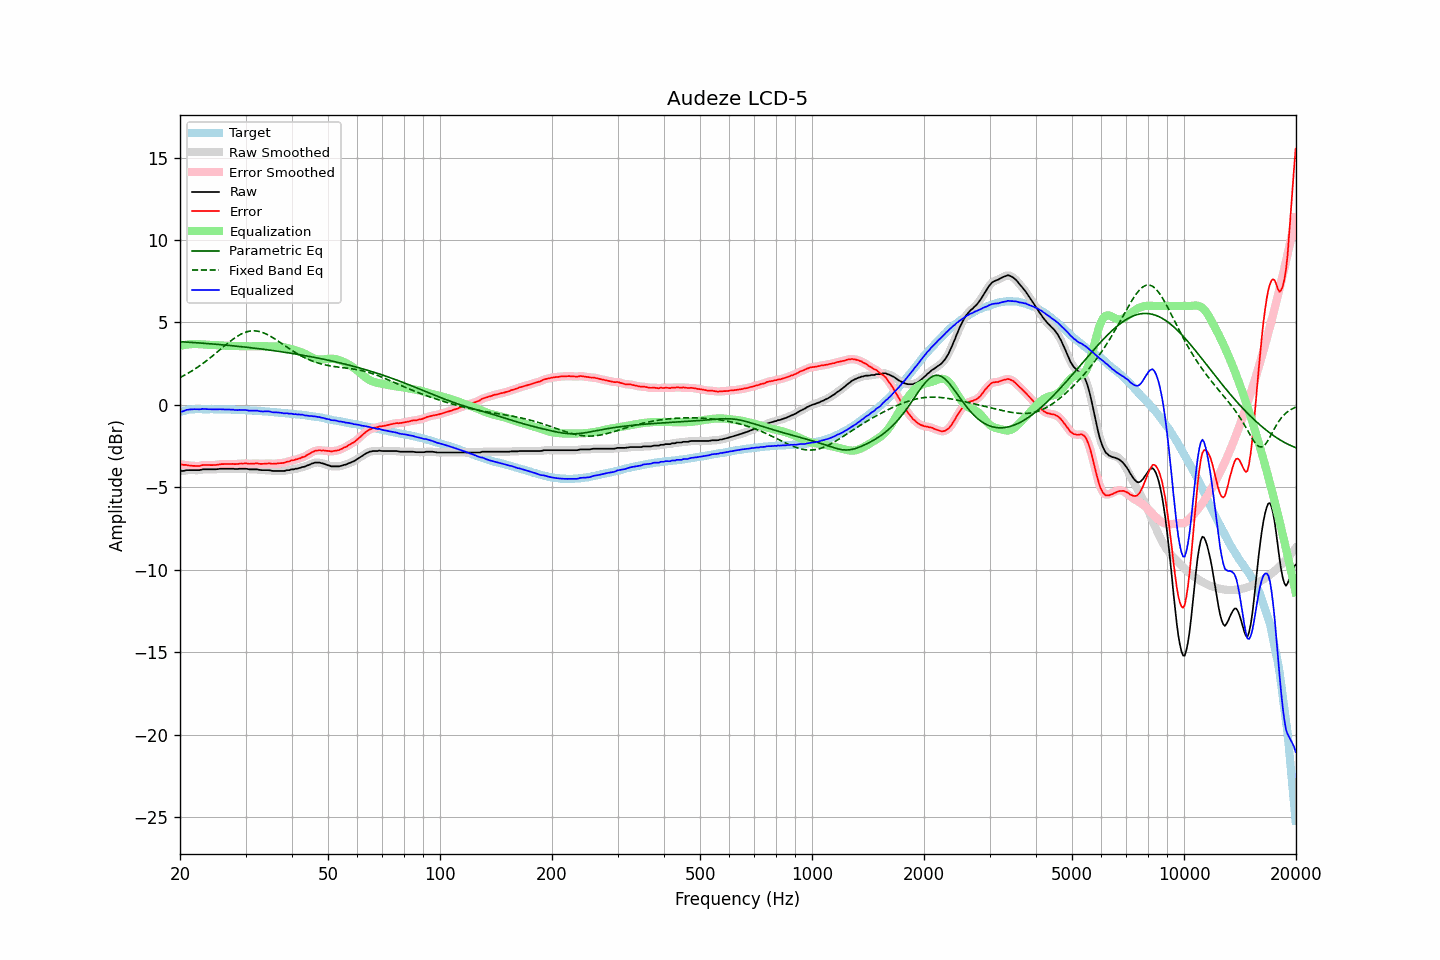 Audeze LCD-5
Target
Raw Smoothed
Error Smoothed
Raw
Error
Equalization
Parametric Eq
Fixed Band Eq
Equalized
15
10
5
0
−5
−10
−15
−20
−25
Amplitude (dBr)
20 50 100 200 500 1000 2000 5000 10000 20000
Frequency (Hz)